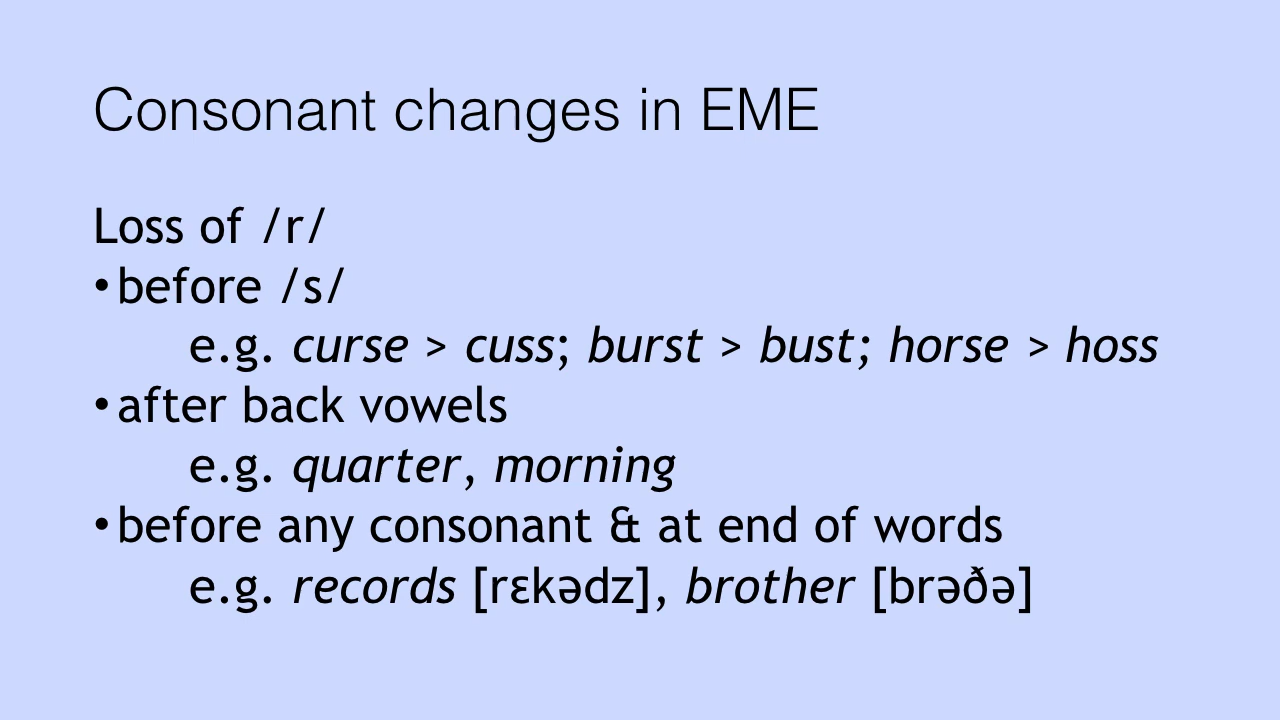 Consonant changes in EME
Loss of /r/
•before /s/
e.g. curse > cuss; burst > bust; horse > hoss
•after back vowels
e.g. quarter, morning
•before any consonant & at end of words
e.g. records [rɛkədz], brother [brəðə]